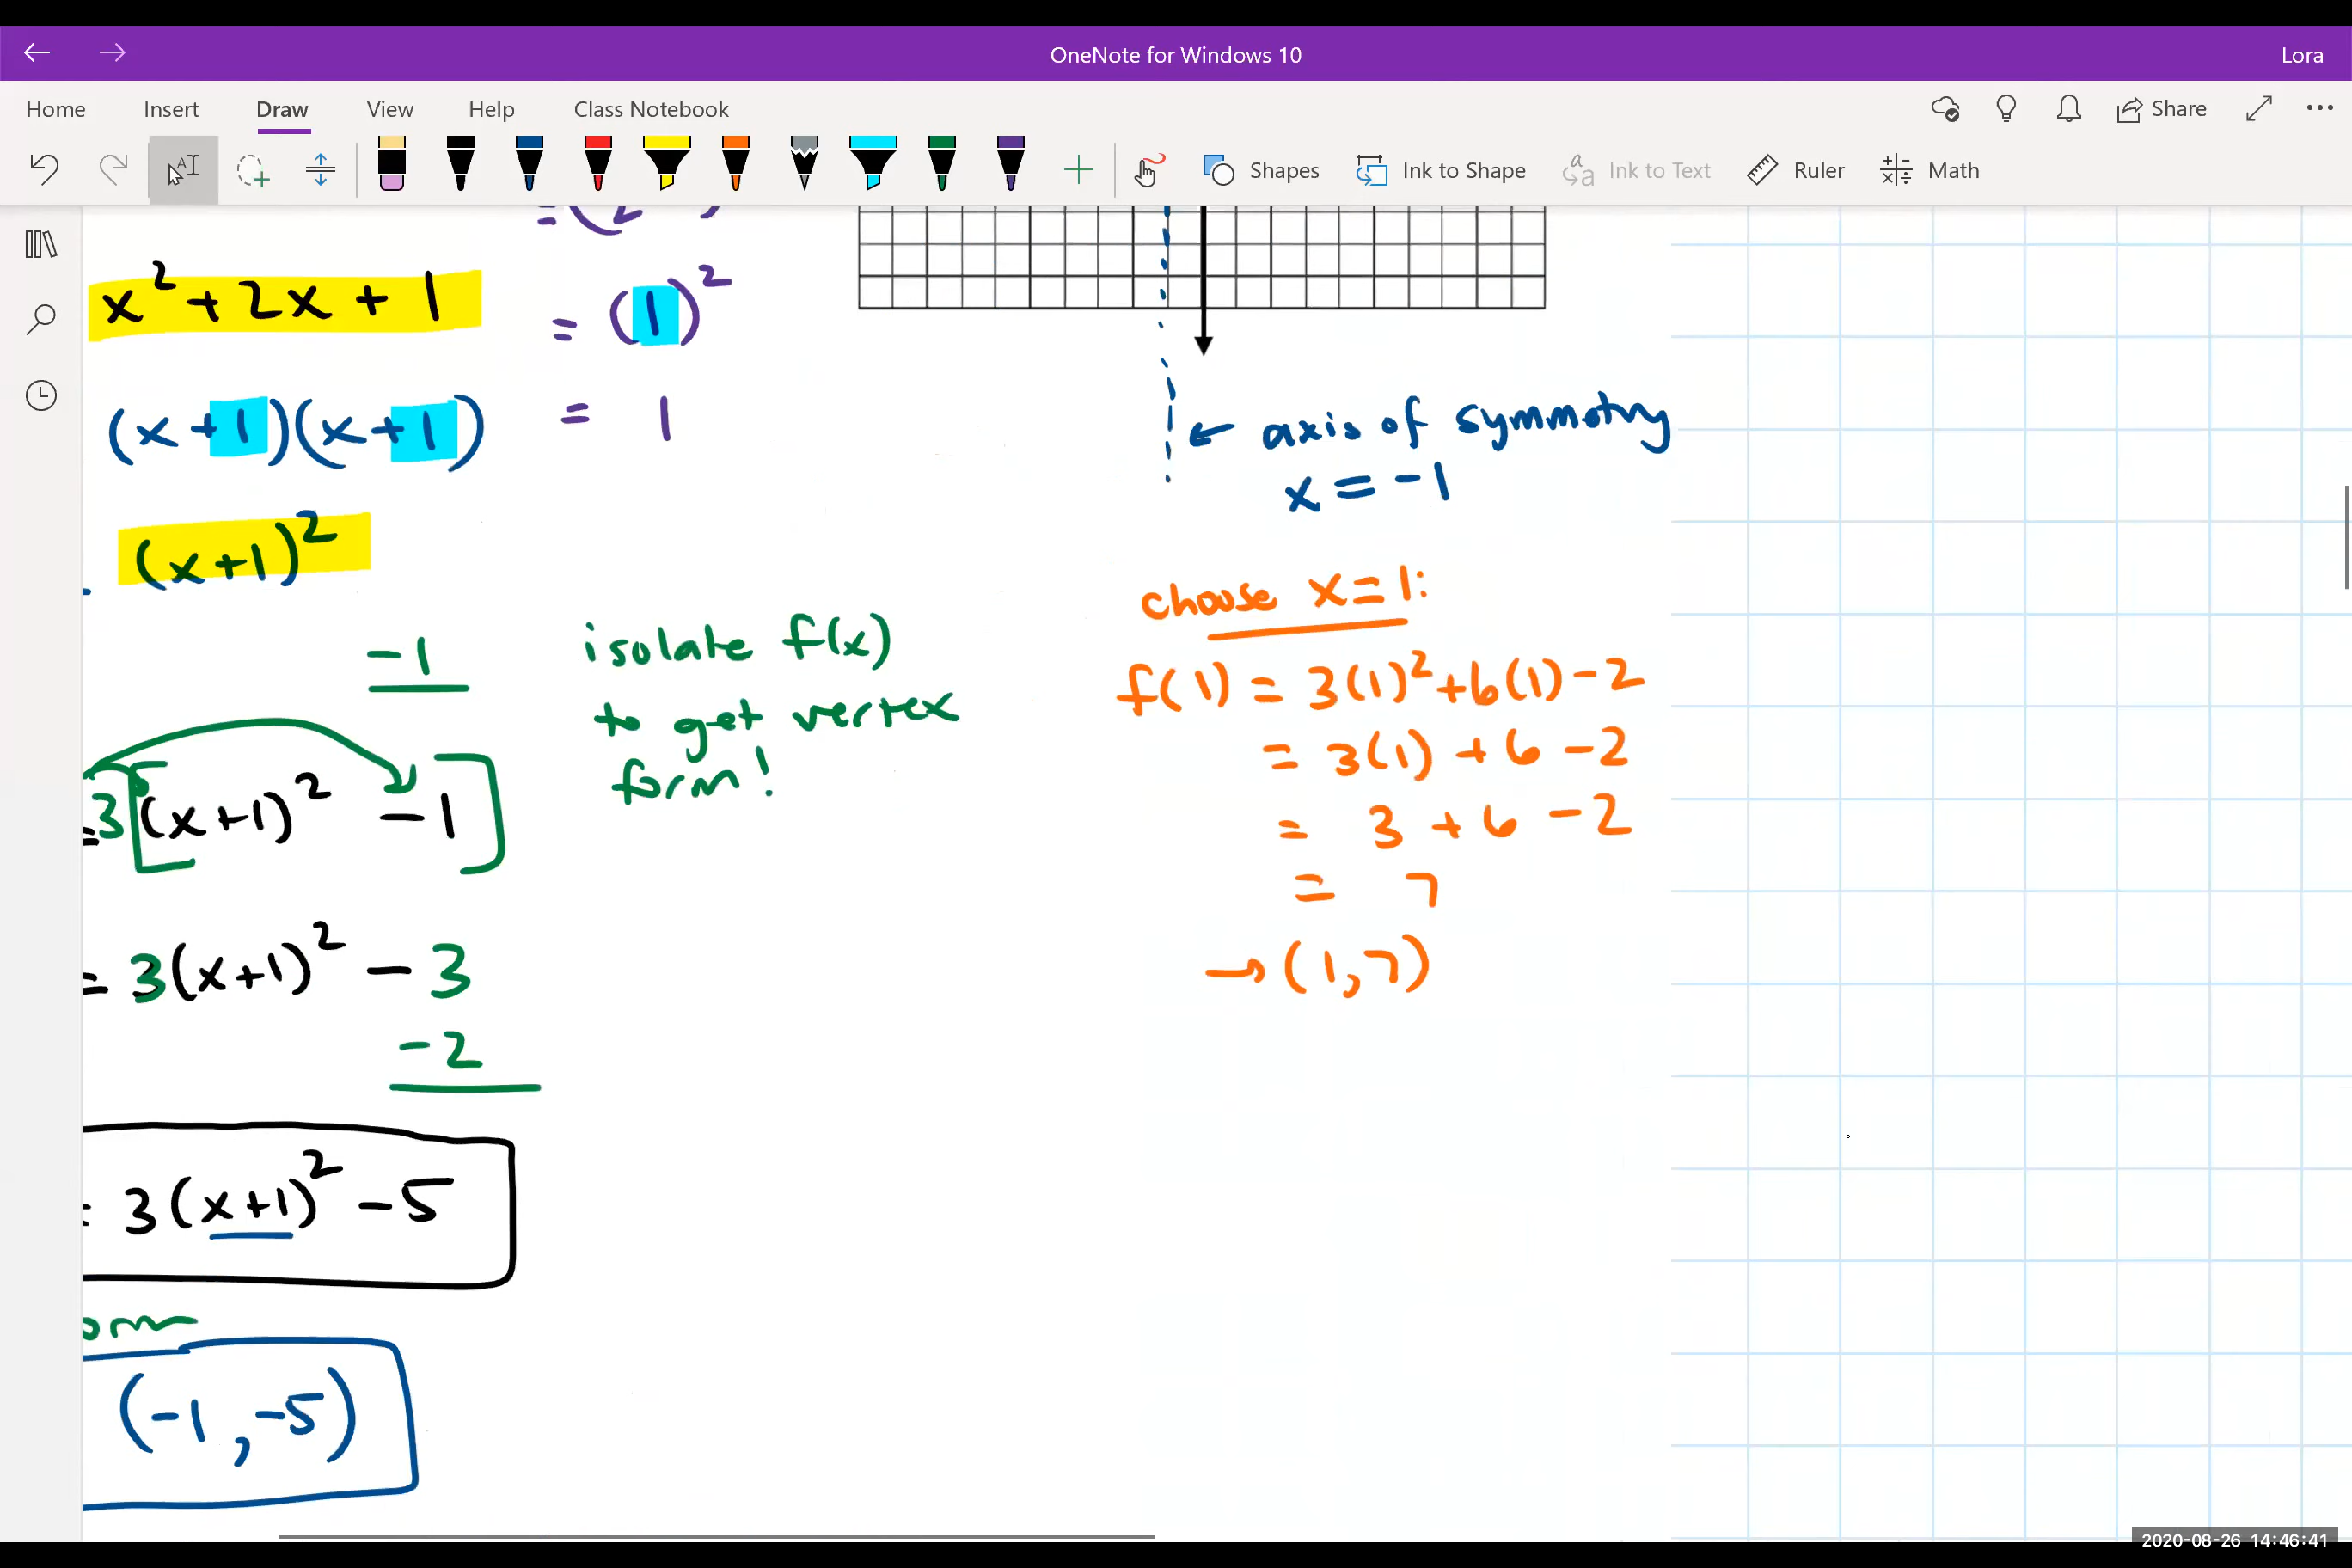 OneNote for Windows 10
Lora
Home Insert Draw View Help Class Notebook
Share
Shapes Ink to Shape Ink to Text Ruler Math
x² + 2x + 1
= (1)²
(x+1)(x+1)
= 1
(x+1)²
-1
= 3[(x+1)² -1]
= 3(x+1)² - 3
-2
= 3(x+1)² - 5
(-1, -5)
isolate f(x)
to get vertex
form!
← axis of symmetry
x = -1
choose x=1:
f(1) = 3(1)² + 6(1) - 2
= 3(1) + 6 - 2
= 3 + 6 - 2
= 7
→ (1,7)
2020-08-26 14:46:41